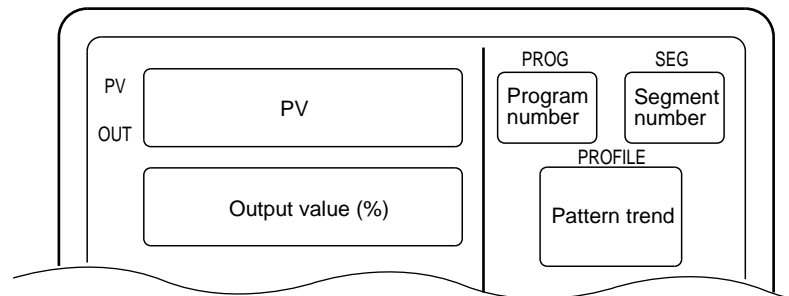 PV
OUT
PV
Output value (%)
PROG
SEG
Program
number
Segment
number
PROFILE
Pattern trend